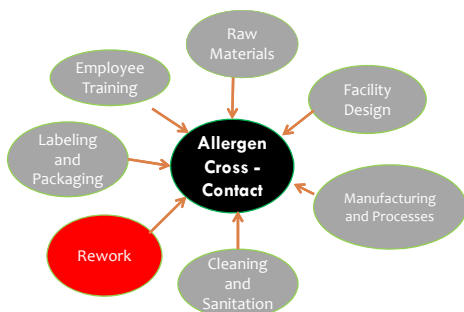 Raw
Materials
Employee
Training
Facility
Design
Allergen
Cross -
Contact
Labeling
and
Packaging
Manufacturing
and Processes
Rework
Cleaning
and
Sanitation